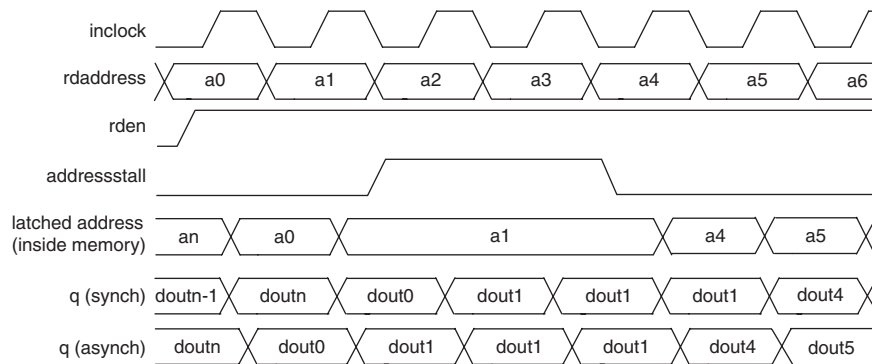 inclock
rdaddress a0 a1 a2 a3 a4 a5 a6
rden
addressstall
latched address
(inside memory) an a0 a1 a4 a5
q (synch) doutn-1 doutn dout0 dout1 dout1 dout1 dout4
q (asynch) doutn dout0 dout1 dout1 dout1 dout4 dout5